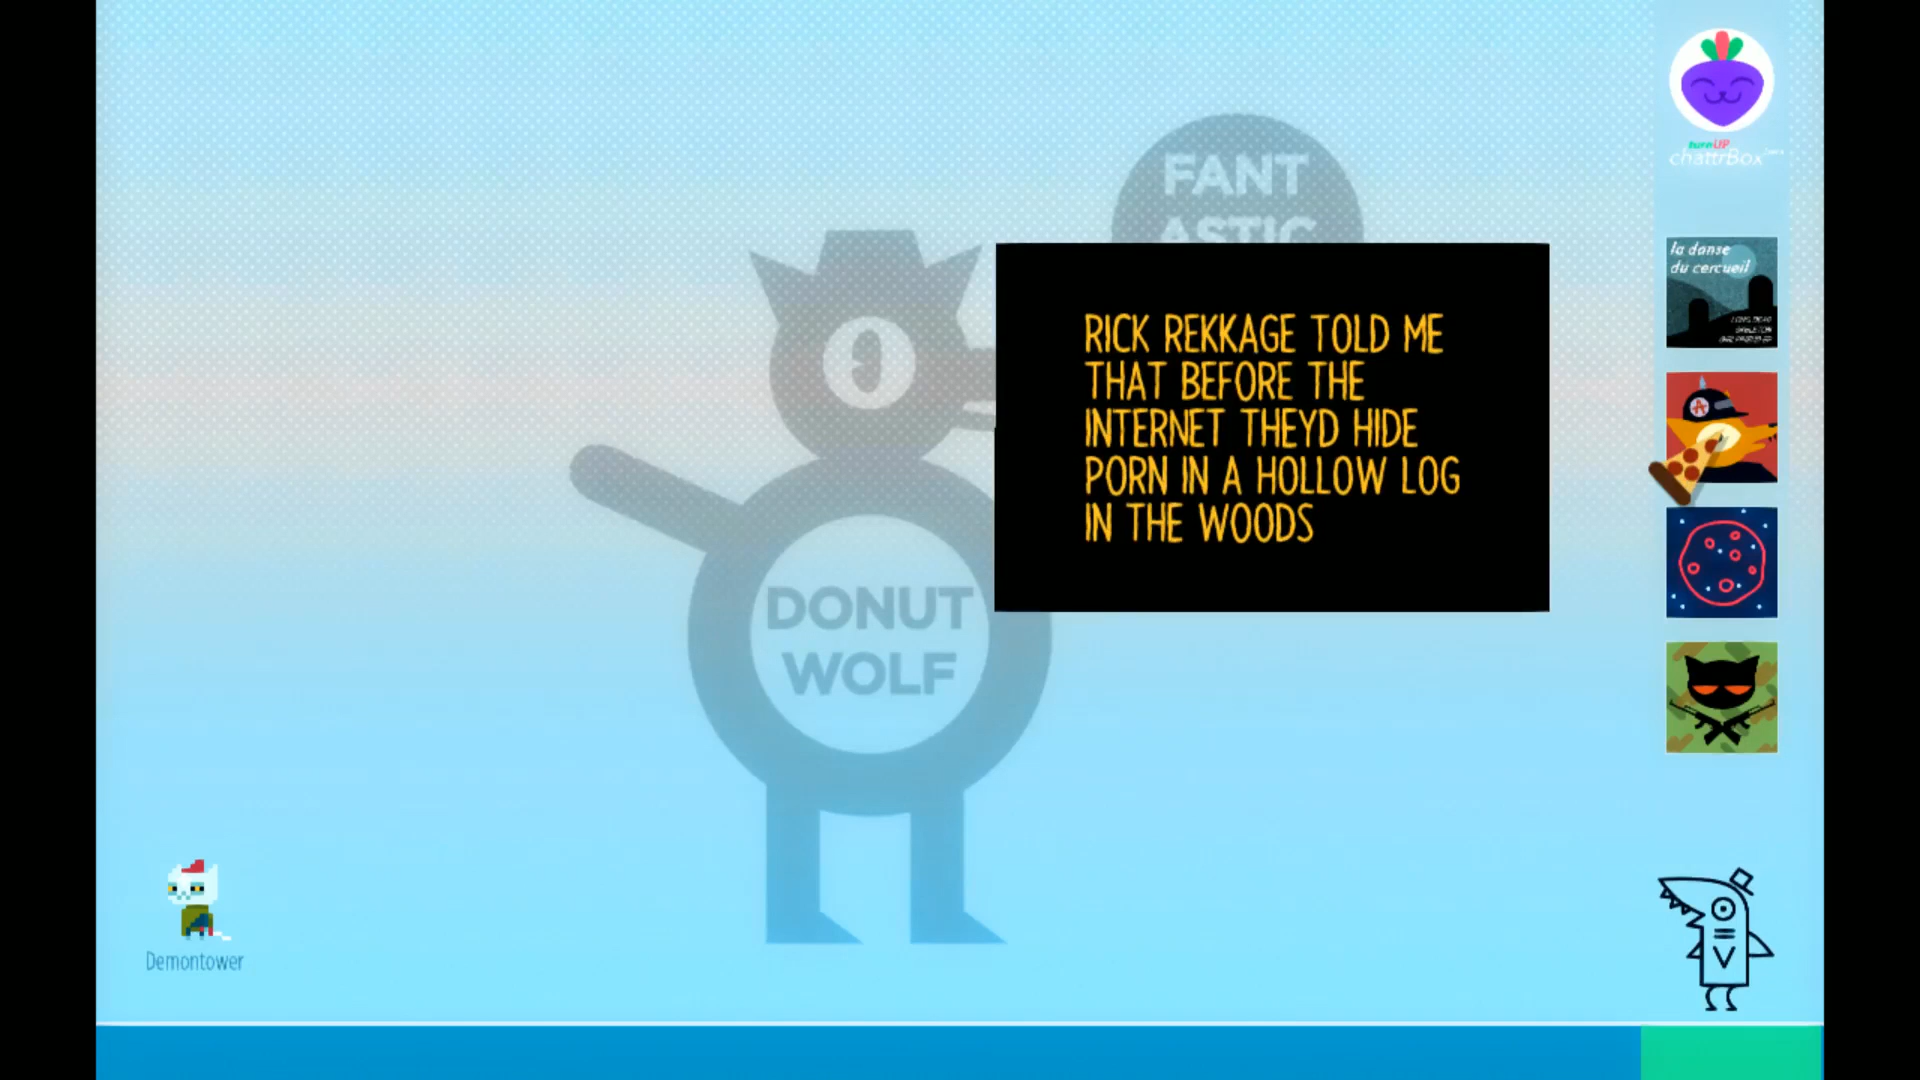 FANT
ASTIC
turnUP
chattrBox
la danse
du cercueil
RICK REKKAGE TOLD ME
THAT BEFORE THE
INTERNET THEYD HIDE
PORN IN A HOLLOW LOG
IN THE WOODS
DONUT
WOLF
Demontower